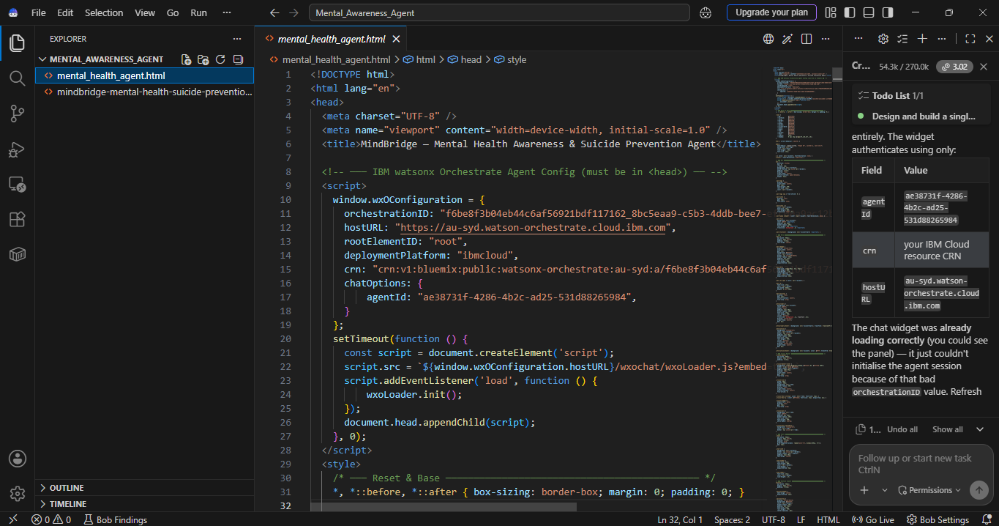 File Edit Selection View Go Run ···
Mental_Awareness_Agent
Upgrade your plan
EXPLORER
MENTAL_AWARENESS_AGENT
mental_health_agent.html
mindbridge-mental-health-suicide-preventio...
OUTLINE
TIMELINE
mental_health_agent.html
mental_health_agent.html > html > head > style
1 <!DOCTYPE html>
2 <html lang="en">
3 <head>
4 <meta charset="UTF-8" />
5 <meta name="viewport" content="width=device-width, initial-scale=1.0" />
6 <title>MindBridge – Mental Health Awareness & Suicide Prevention Agent</title>
7
8 <!-- ─── IBM watsonx Orchestrate Agent Config (must be in <head>) ── -->
9 <script>
10 window.wxOConfiguration = {
11 orchestrationID: "f6be8f3b04eb44c6af56921bdf117162_8bc5eaa9-c5b3-4ddb-bee7-
12 hostURL: "https://au-syd.watson-orchestrate.cloud.ibm.com",
13 rootElementID: "root",
14 deploymentPlatform: "ibmcloud",
15 crn: "crn:v1:bluemix:public:watsonx-orchestrate:au-syd:a/f6be8f3b04eb44c6af
16 chatOptions: {
17 agentId: "ae38731f-4286-4b2c-ad25-531d88265984",
18 }
19 };
20 setTimeout(function () {
21 const script = document.createElement('script');
22 script.src = `${window.wxOConfiguration.hostURL}/wxochat/wxoLoader.js?embed
23 script.addEventListener('load', function () {
24 wxoLoader.init();
25 });
26 document.head.appendChild(script);
27 }, 0);
28 </script>
29 <style>
30 /* ─── Reset & Base ─── */
31 *, *::before, *::after { box-sizing: border-box; margin: 0; padding: 0; }
32
Cr... 54.3k / 270.0k 3.02
Todo List 1/1
Design and build a singl...
entirely. The widget
authenticates using only:
Field Value
agent
Id
ae38731f-4286-
4b2c-ad25-
531d88265984
crn
your IBM Cloud
resource CRN
hostU
RL
au-syd.watson-
orchestrate.cloud
.ibm.com
The chat widget was already
loading correctly (you could see
the panel) — it just couldn't
initialise the agent session
because of that bad
orchestrationID value. Refresh
1... Undo all Show all
Follow up or start new task
CtrlN
Permissions
0 0 Bob Findings
Ln 32, Col 1 Spaces: 2 UTF-8 LF HTML Go Live Bob Settings